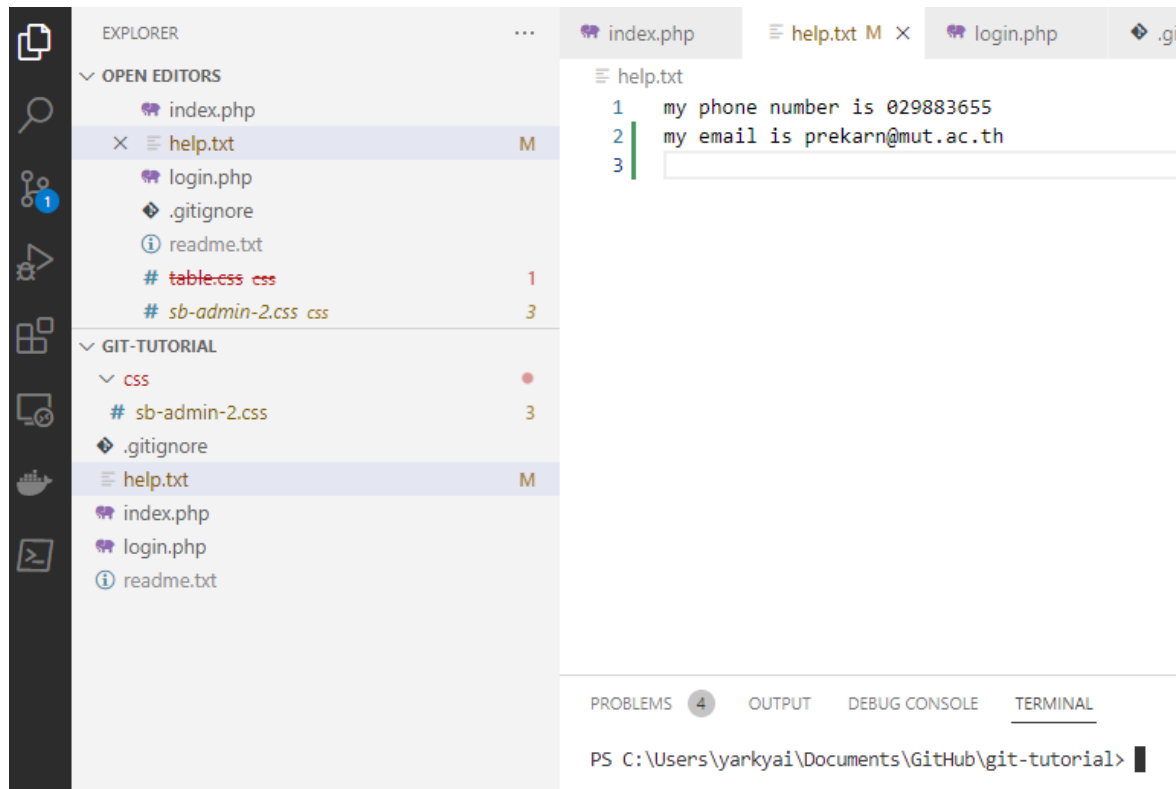 EXPLORER
OPEN EDITORS
index.php
help.txt M
login.php
.gitignore
readme.txt
table.css css 1
sb-admin-2.css css 3
GIT-TUTORIAL
css
sb-admin-2.css 3
.gitignore
help.txt M
index.php
login.php
readme.txt
1
index.php help.txt M login.php .gi
help.txt
1 my phone number is 029883655
2 my email is prekarn@mut.ac.th
3
PROBLEMS 4 OUTPUT DEBUG CONSOLE TERMINAL
PS C:\Users\yarkyai\Documents\GitHub\git-tutorial>